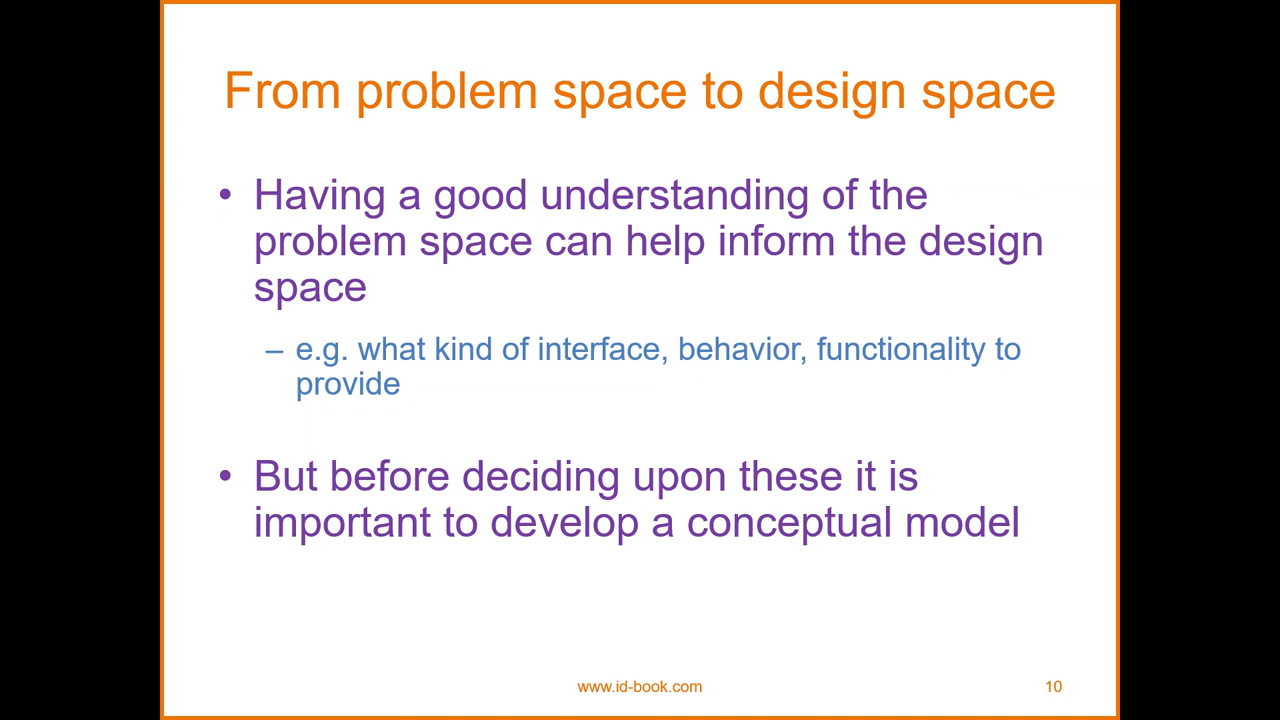 From problem space to design space
• Having a good understanding of the
problem space can help inform the design
space
– e.g. what kind of interface, behavior, functionality to
provide
• But before deciding upon these it is
important to develop a conceptual model
www.id-book.com
10